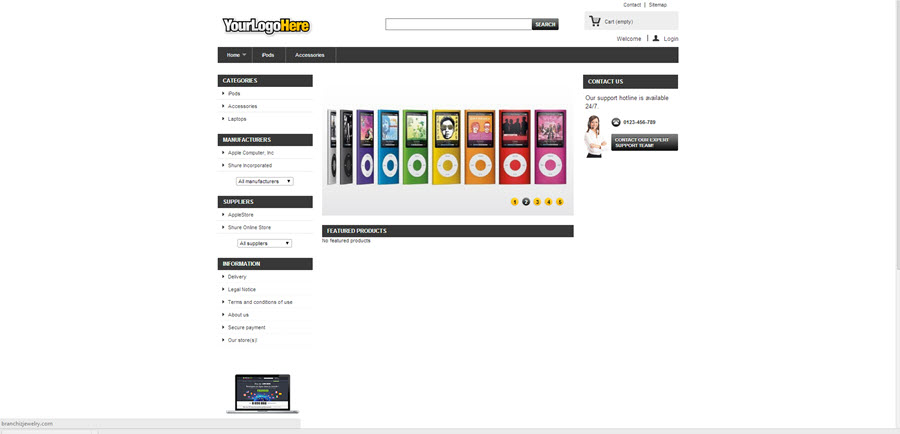 Contact | Sitemap
YourLogoHere
SEARCH
Cart (empty)
Welcome | Login
Home
iPods
Accessories
CATEGORIES
iPods
Accessories
Laptops
MANUFACTURERS
Apple Computer, Inc
Shure Incorporated
All manufacturers
SUPPLIERS
AppleStore
Shure Online Store
All suppliers
INFORMATION
Delivery
Legal Notice
Terms and conditions of use
About us
Secure payment
Our store(s)!
1 2 3 4 5
FEATURED PRODUCTS
No featured products
CONTACT US
Our support hotline is available
24/7.
0123-456-789
CONTACT OUR EXPERT
SUPPORT TEAM!